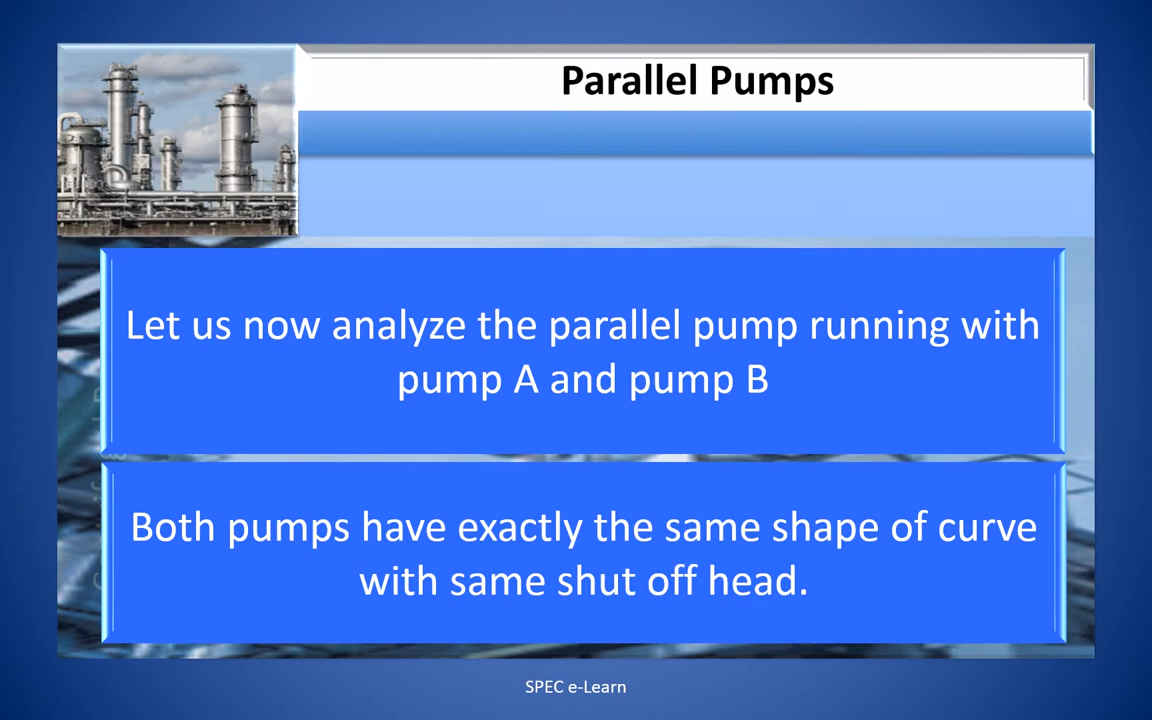 Parallel Pumps
Let us now analyze the parallel pump running with
pump A and pump B
Both pumps have exactly the same shape of curve
with same shut off head.
SPEC e-Learn